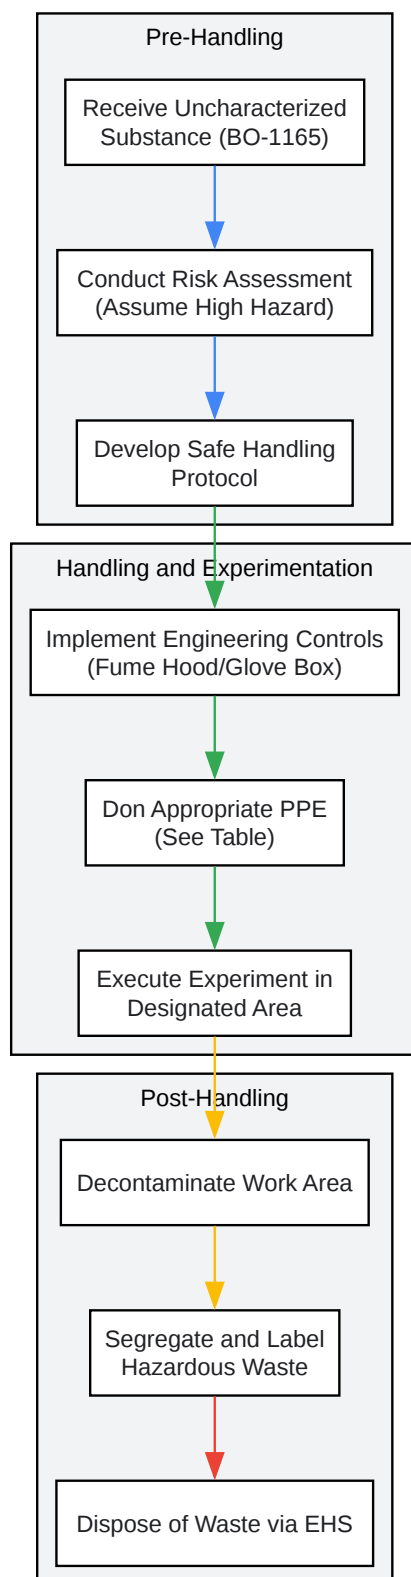 Pre-Handling
Receive Uncharacterized
Substance (BO-1165)
Conduct Risk Assessment
(Assume High Hazard)
Develop Safe Handling
Protocol
Handling and Experimentation
Implement Engineering Controls
(Fume Hood/Glove Box)
Don Appropriate PPE
(See Table)
Execute Experiment in
Designated Area
Post-Handling
Decontaminate Work Area
Segregate and Label
Hazardous Waste
Dispose of Waste via EHS